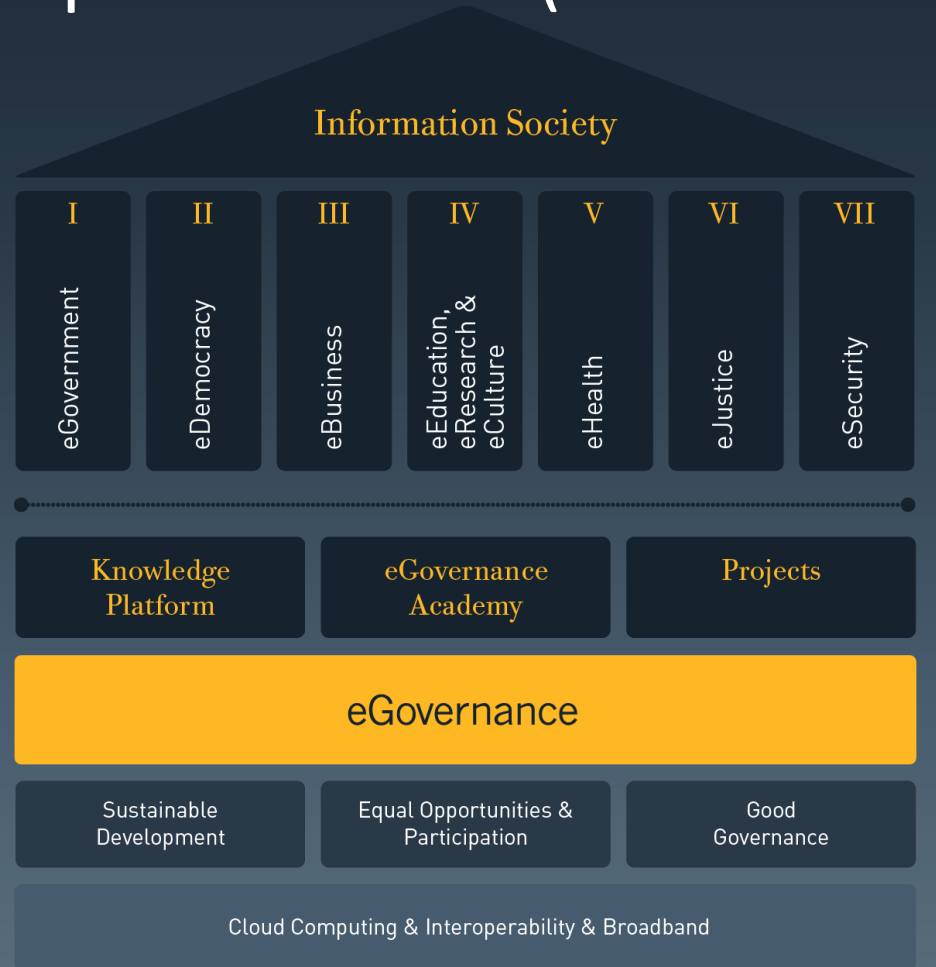 Information Society
I
II
III
IV
V
VI
VII
eGovernment
eDemocracy
eBusiness
eEducation,
eResearch &
eCulture
eHealth
eJustice
eSecurity
Knowledge
Platform
eGovernance
Academy
Projects
eGovernance
Sustainable
Development
Equal Opportunities &
Participation
Good
Governance
Cloud Computing & Interoperability & Broadband